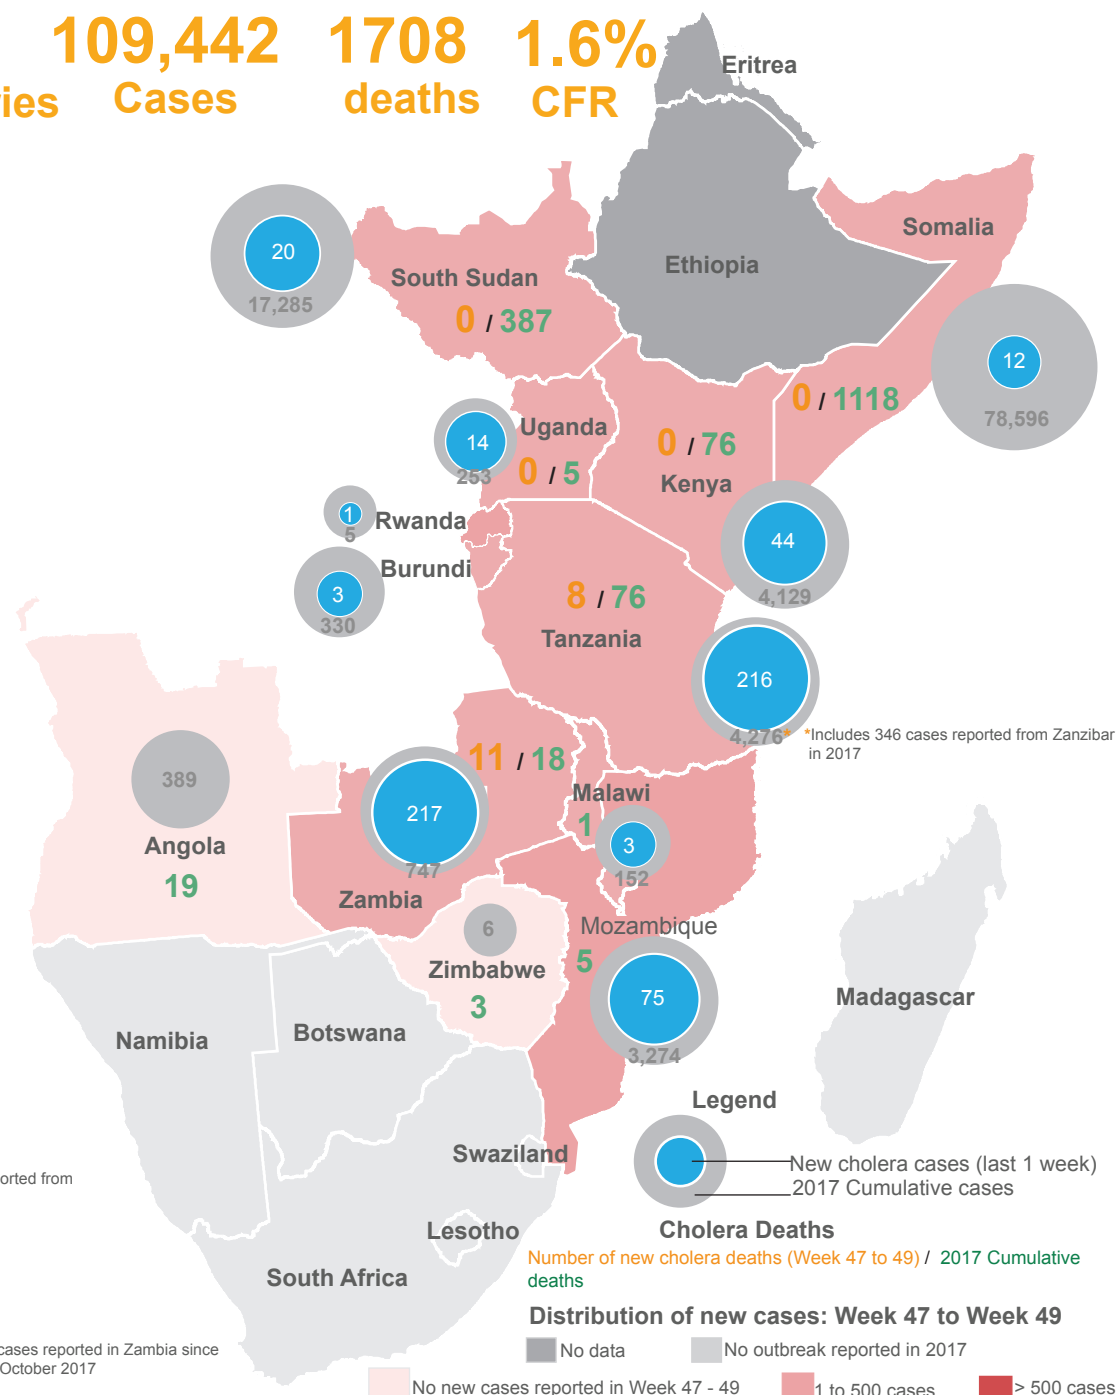 109,442 1708 1.6%
ries Cases deaths CFR
Eritrea
Somalia
Ethiopia
20
17,285
South Sudan
0 / 387
12
78,596
0 / 1118
14
253
Uganda
0 / 5
0 / 76
Kenya
1
5
Rwanda
44
4,129
3
330
Burundi
8 / 76
Tanzania
216
4,276*
*Includes 346 cases reported from Zanzibar
in 2017
389
Angola
19
11 / 18
217
747
Zambia
Malawi
1
3
152
6
Zimbabwe
3
Mozambique
5
75
3,274
Madagascar
Namibia
Botswana
Swaziland
Lesotho
South Africa
orted from
cases reported in Zambia since
October 2017
Legend
New cholera cases (last 1 week)
2017 Cumulative cases
Cholera Deaths
Number of new cholera deaths (Week 47 to 49) / 2017 Cumulative
deaths
Distribution of new cases: Week 47 to Week 49
No data No outbreak reported in 2017
No new cases reported in Week 47 - 49 1 to 500 cases > 500 cases